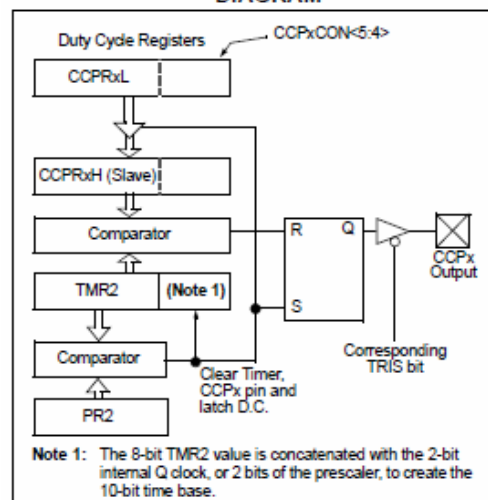 DIAGRAM
Duty Cycle Registers
CCPxCON<5:4>
CCPRxL
CCPRxH (Slave)
Comparator
R
Q
S
CCPx
Output
TMR2
(Note 1)
Comparator
Clear Timer,
CCPx pin and
latch D.C.
Corresponding
TRIS bit
PR2
Note 1: The 8-bit TMR2 value is concatenated with the 2-bit
internal Q clock, or 2 bits of the prescaler, to create the
10-bit time base.